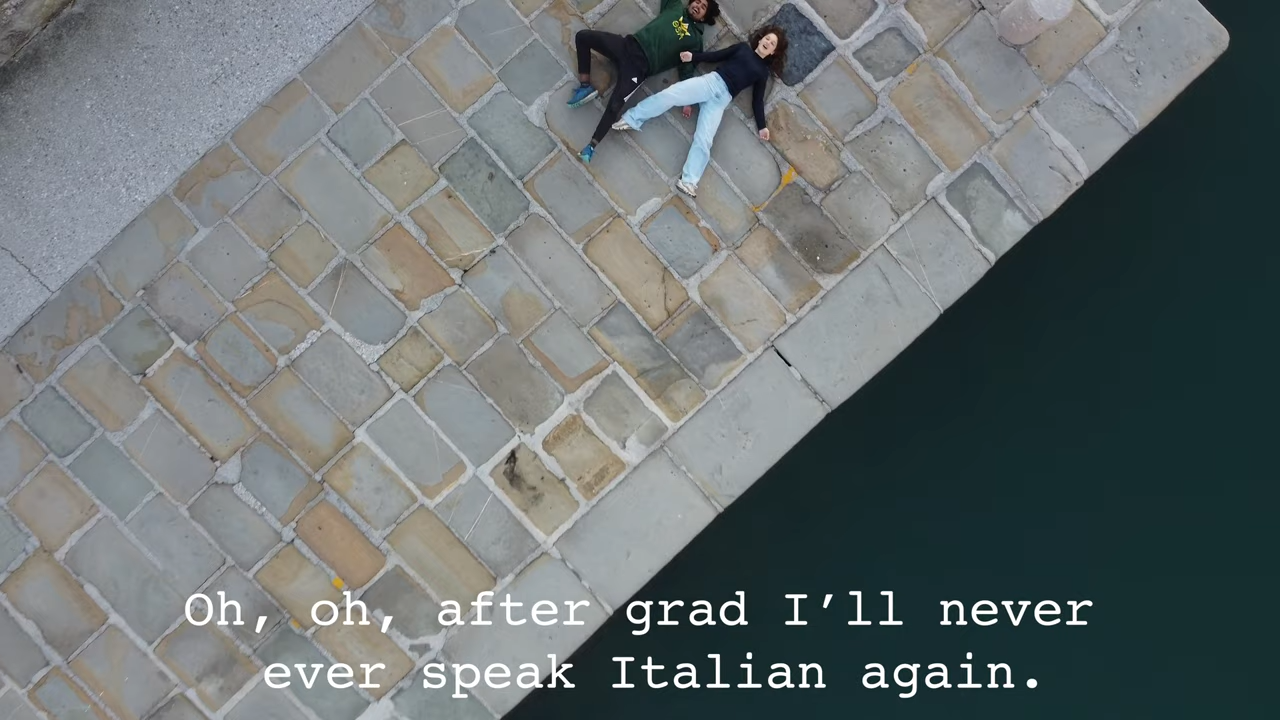 Oh, oh, after grad I’ll never
ever speak Italian again.